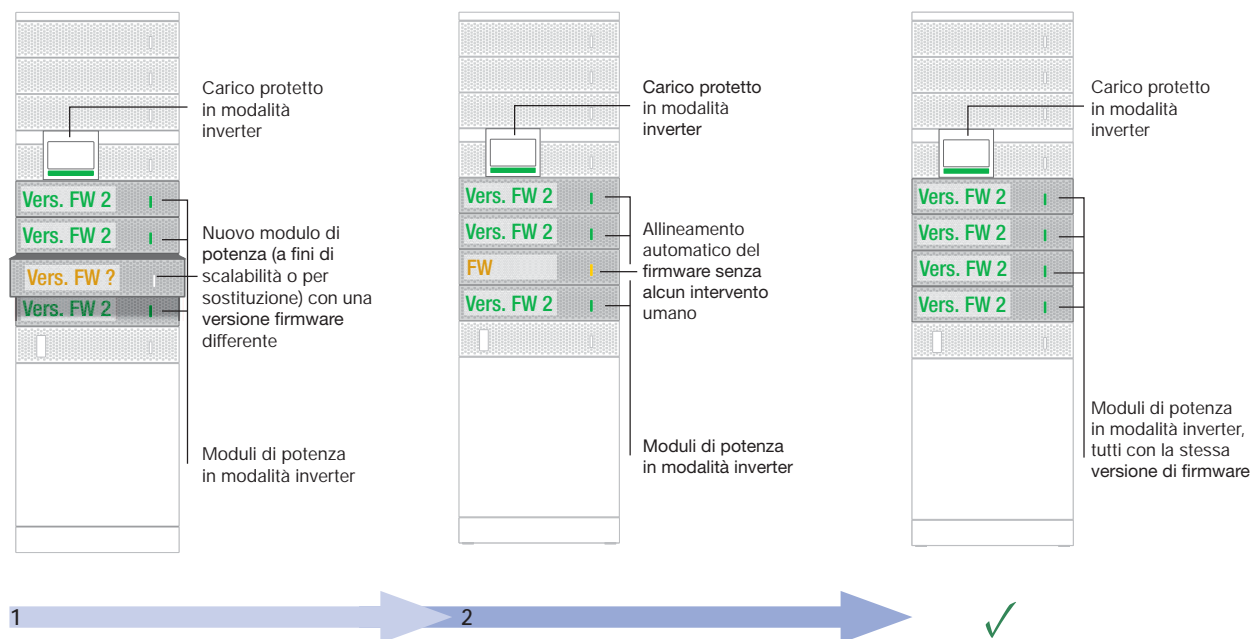 Carico protetto
in modalità
inverter
Vers. FW 2
Vers. FW 2
Vers. FW ?
Vers. FW 2
Nuovo modulo di
potenza (a fini di
scalabilità o per
sostituzione) con una
versione firmware
differente
Moduli di potenza
in modalità inverter
Carico protetto
in modalità
inverter
Vers. FW 2
Vers. FW 2
FW
Vers. FW 2
Allineamento
automatico del
firmware senza
alcun intervento
umano
Moduli di potenza
in modalità inverter
Carico protetto
in modalità
inverter
Vers. FW 2
Vers. FW 2
Vers. FW 2
Vers. FW 2
Moduli di potenza
in modalità inverter,
tutti con la stessa
versione di firmware
1
2